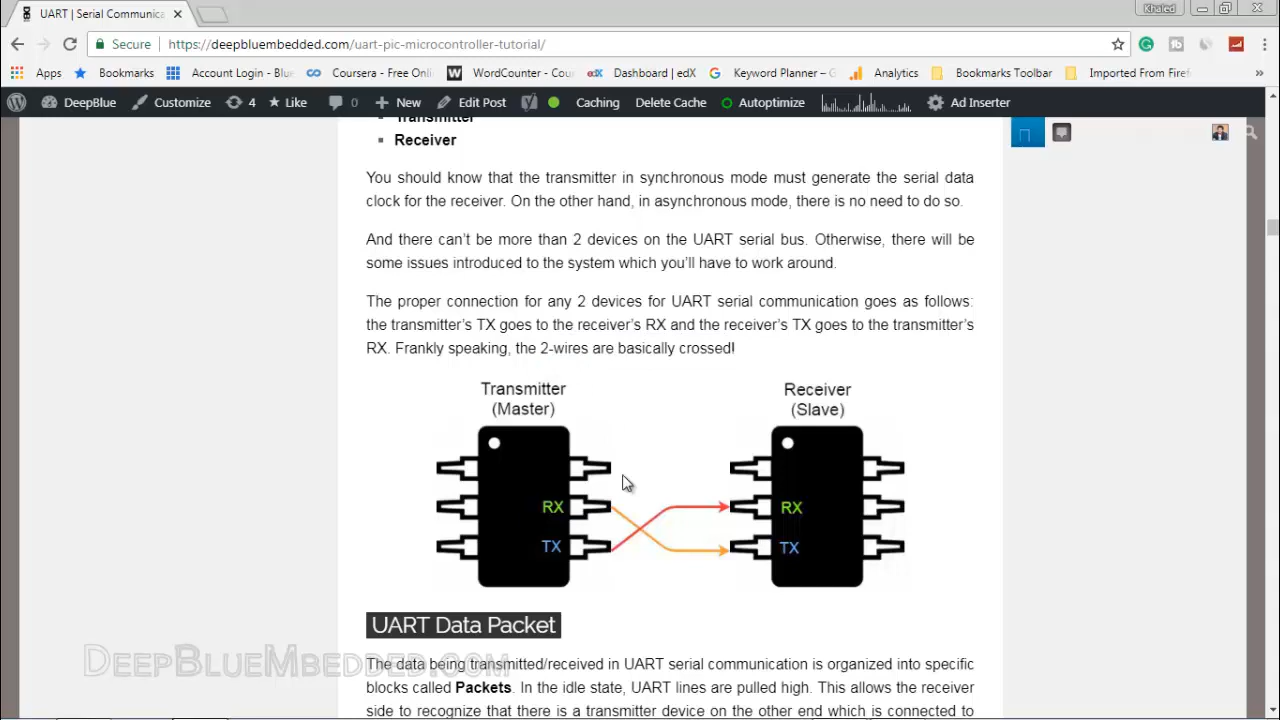 UART | Serial Communica
Khaled
Secure
https://deepbluembedded.com/uart-pic-microcontroller-tutorial/
Apps
Bookmarks
Account Login - Blue
Coursera - Free Onli
WordCounter - Cou
Dashboard | edX
Keyword Planner – G
Analytics
Bookmarks Toolbar
Imported From Firef
»
DeepBlue
Customize
4
Like
0
New
Edit Post
Caching
Delete Cache
Autoptimize
Ad Inserter
Transmitter
Receiver
You should know that the transmitter in synchronous mode must generate the serial data
clock for the receiver. On the other hand, in asynchronous mode, there is no need to do so.
And there can’t be more than 2 devices on the UART serial bus. Otherwise, there will be
some issues introduced to the system which you’ll have to work around.
The proper connection for any 2 devices for UART serial communication goes as follows:
the transmitter’s TX goes to the receiver’s RX and the receiver’s TX goes to the transmitter’s
RX. Frankly speaking, the 2-wires are basically crossed!
Transmitter
(Master)
Receiver
(Slave)
RX
RX
TX
TX
UART Data Packet
The data being transmitted/received in UART serial communication is organized into specific
blocks called Packets. In the idle state, UART lines are pulled high. This allows the receiver
side to recognize that there is a transmitter device on the other end which is connected to
DeepBlueMbedded.com